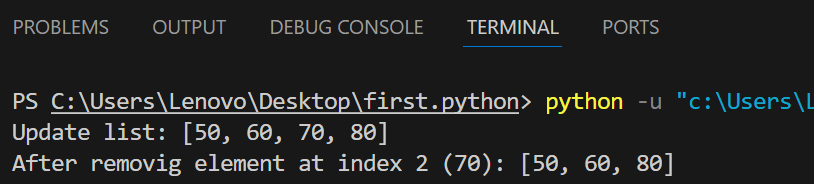 PROBLEMS OUTPUT DEBUG CONSOLE TERMINAL PORTS
PS C:\Users\Lenovo\Desktop\first.python> python -u "c:\Users\L
Update list: [50, 60, 70, 80]
After removig element at index 2 (70): [50, 60, 80]